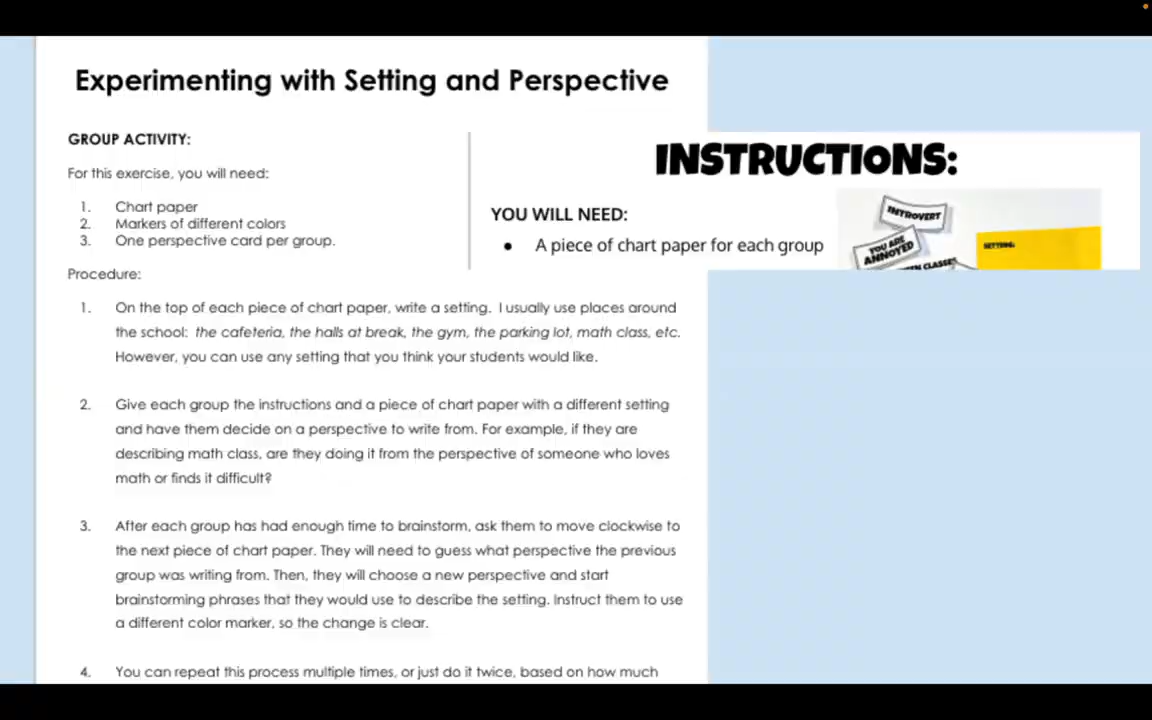 Experimenting with Setting and Perspective
GROUP ACTIVITY:
For this exercise, you will need:
1. Chart paper
2. Markers of different colors
3. One perspective card per group.
Procedure:
1. On the top of each piece of chart paper, write a setting. I usually use places around
the school: the cafeteria, the halls at break, the gym, the parking lot, math class, etc.
However, you can use any setting that you think your students would like.
2. Give each group the instructions and a piece of chart paper with a different setting
and have them decide on a perspective to write from. For example, if they are
describing math class, are they doing it from the perspective of someone who loves
math or finds it difficult?
3. After each group has had enough time to brainstorm, ask them to move clockwise to
the next piece of chart paper. They will need to guess what perspective the previous
group was writing from. Then, they will choose a new perspective and start
brainstorming phrases that they would use to describe the setting. Instruct them to use
a different color marker, so the change is clear.
4. You can repeat this process multiple times, or just do it twice, based on how much
INSTRUCTIONS:
YOU WILL NEED:
● A piece of chart paper for each group
INTROVERT
YOU ARE
ANNOYED
CLASSES
SETTING: